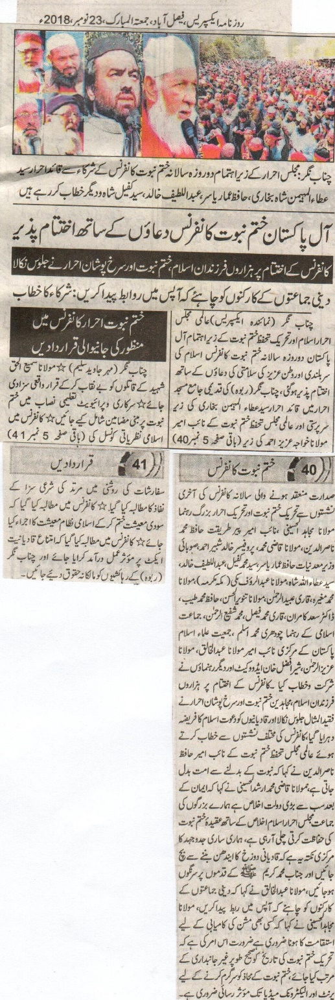 روزنامہ ایکسپریس، فیصل آباد، جمعتہ المبارک، 23 نومبر، 2018ء
چناب نگر: مجلس احرار کے زیر اہتمام دو روزہ سالانہ ختم نبوت کانفرنس کے شرکاء سے قائد احرار سید
عطاء المہیمن شاہ بخاری، حافظ عمار یاسر، عبداللطیف خالد، سید کفیل شاہ و دیگر خطاب کر رہے ہیں
آل پاکستان ختم نبوت کانفرنس دعاؤں کے ساتھ اختتام پذیر
کانفرنس کے اختتام پر ہزاروں فرزندان اسلام، ختم نبوت اور سرخ پوشان احرار نے جلوس نکالا
دینی جماعتوں کے کارکنوں کو چاہئے کہ آپس میں روابط پیدا کریں: شرکاء کا خطاب
چناب نگر (نمائندہ ایکسپریس) عالمی مجلس
احرار اسلام اور تحریک تحفظ ختم نبوت کے زیر اہتمام آل
پاکستان دو روزہ سالانہ ختم نبوت کانفرنس اسلام کی
سربلندی اور وطن عزیز کی سلامتی کی دعاؤں کے ساتھ
اختتام پذیر ہوگئی، چناب نگر (ربوہ) کی قدیمی جامع مسجد
احرار میں قائد احرار سید عطاء المہیمن بخاری کی زیر
سرپرستی اور عالمی مجلس تحفظ ختم نبوت کے نائب امیر
مولانا خواجہ عزیز احمد کی زیر (باقی صفحہ 5 نمبر 40)
ختم نبوت احرار کانفرنس میں
منظور کی جانیوالی قراردادیں
چناب نگر (مہر جاوید سلیم) ☆ مولانا سمیع الحق
شہید کے قاتلوں کو بے نقاب کرکے قرار واقعی سزا دی
جائے ☆ سرکاری و پرائیویٹ تعلیمی نصاب میں ختم
نبوت پر مبنی مضامین شامل کیے جائیں ☆ کانفرنس میں
اسلامی نظریاتی کونسل کی (باقی صفحہ 5 نمبر 41)
40 ختم نبوت کانفرنس
صدارت منعقد ہونے والی سالانہ کانفرنس کی آخری
نشستوں سے تحریک ختم نبوت اور تحریک احرار بزرگ رہنما
مولانا مجاہد الحسینی، نائب امیر پیر طریقت حافظ محمد
ناصر الدین، مولانا قاضی محمد، پروفیسر خالد شبیر احمد، صوبائی
وزیر معدنیات حافظ عمار یاسر، سید محمد کفیل، عبداللطیف خالد،
سید عطاء اللہ شاہ، مولانا عبدالرؤف مکی (مکہ مکرمہ)، مولانا
محمد مغیرہ، قاری عبیدالرحمٰن، مولانا تنویر الحسن، حافظ محمد طیب،
ڈاکٹر سعد کامران، قاری محمد فیصل، محمد شفیع الرحمٰن، جماعت
اسلامی کے رہنما چودھری محمد اسلم، جمعیت علماء اسلام
پاکستان کے مرکزی نائب امیر مولانا عبدالخالق، مولانا
عزیز الرحمٰن، شیر افضل خان ایڈووکیٹ اور دیگر رہنماؤں نے
شرکت و خطاب کیا۔ کانفرنس کے اختتام پر ہزاروں
فرزندان اسلام، مجاہدین ختم نبوت اور سرخ پوشان احرار نے
فقیدالمثال جلوس نکالا اور قادیانیوں کو دعوت اسلام کا فریضہ
دہرایا گیا، کانفرنس کی مختلف نشستوں سے خطاب کرتے
ہوئے عالمی مجلس تحفظ ختم نبوت کے نائب امیر حافظ
ناصر الدین نے کہا کہ نبوت کے بدلنے سے امت بدل
جاتی ہے، مولانا قاضی محمد ارشد الحسینی نے کہا کہ ایمان کے
بعد سب سے بڑی دولت اخلاص ہے ہمارے بزرگوں کی
جماعت مجلس احرار اسلام اخلاص کے ساتھ عقیدۂ ختم نبوت
کی حفاظت کرتی چلی آ رہی ہے، ہماری ساری جدوجہد کا
مرکزی نکتہ یہ ہے کہ قادیانی دوزخ کا ایندھن بننے سے بچ
جائیں اور جناب محمد کریم ﷺ کے قدموں پر سرنگوں
ہو جائیں، مولانا عبدالخالق نے کہا کہ دینی جماعتوں کے
کارکنوں کو چاہئے کہ آپس میں ربط پیدا کریں، مولانا
مجاہد الحسینی نے کہا کہ کسی بھی مشن کی کامیابی کے لیے
استقامت کا ہونا ضروری ہے ضرورت اس امر کی ہے کہ
تحریک ختم نبوت کی تاریخ کو صحیح طور پر غیر جانبداری کے
مرتب کیا جائے، ختم نبوت کے محاذ کو سرگرم کرنے کے لیے
پرنٹ اور الیکٹرونک میڈیا تک مؤثر رسائی ضروری ہے۔
41 قراردادیں
سفارشات کی روشنی میں مرتد کی شرعی سزا کے
نفاذ کا مطالبہ کیا گیا۔ ☆ کانفرنس میں مطالبہ کیا گیا کہ
سودی معیشت ختم کرکے اسلامی نظام معیشت کا اجراء کیا
جائے ☆ کانفرنس میں مطالبہ کیا گیا کہ امتناع قادیانیت
ایکٹ پر مؤثر عمل درآمد کرایا جائے اور چناب نگر
(ربوہ) کے رہائشیوں کو مالکانہ حقوق دیئے جائیں۔